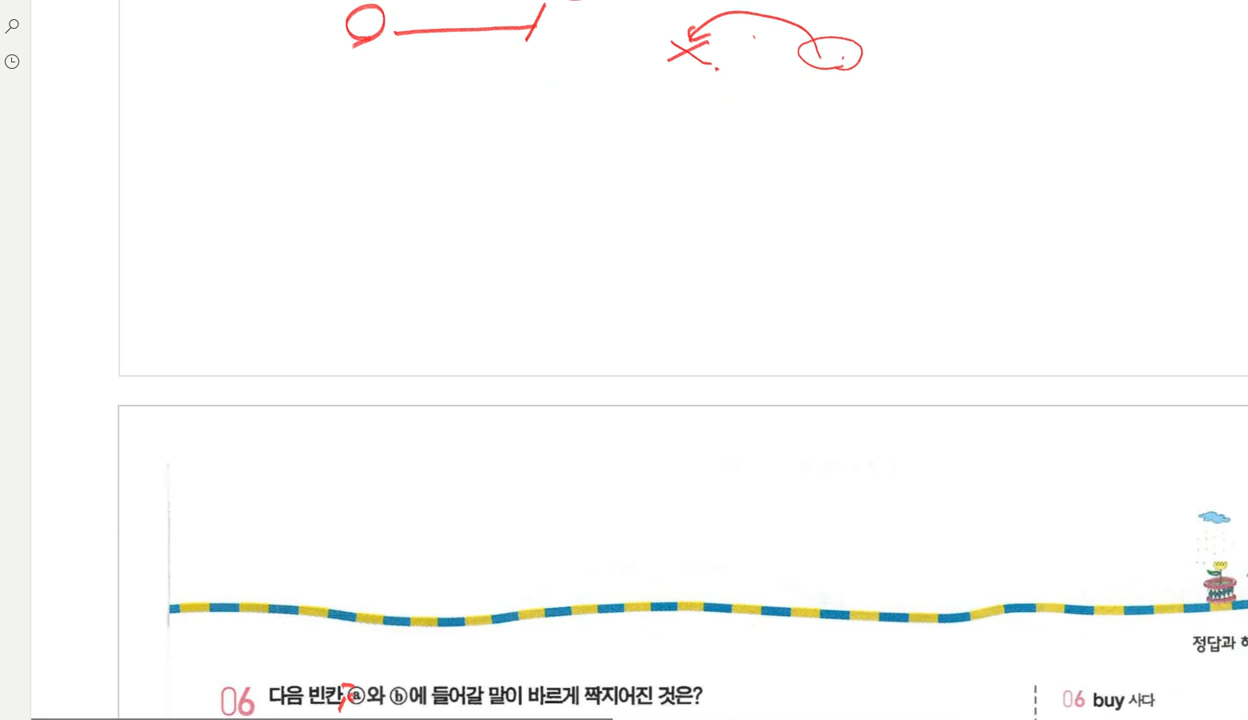 정답과
06 다음 빈칸 ⓐ와 ⓑ에 들어갈 말이 바르게 짝지어진 것은?
06 buy 사다